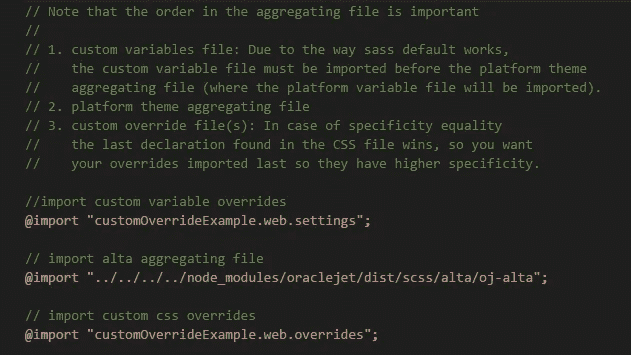 // Note that the order in the aggregating file is important
//
// 1. custom variables file: Due to the way sass default works,
//    the custom variable file must be imported before the platform theme
//    aggregating file (where the platform variable file will be imported).
// 2. platform theme aggregating file
// 3. custom override file(s): In case of specificity equality
//    the last declaration found in the CSS file wins, so you want
//    your overrides imported last so they have higher specificity.
//import custom variable overrides
@import "customOverrideExample.web.settings";
// import alta aggregating file
@import "../../../../node_modules/oraclejet/dist/scss/alta/oj-alta";
// import custom css overrides
@import "customOverrideExample.web.overrides";